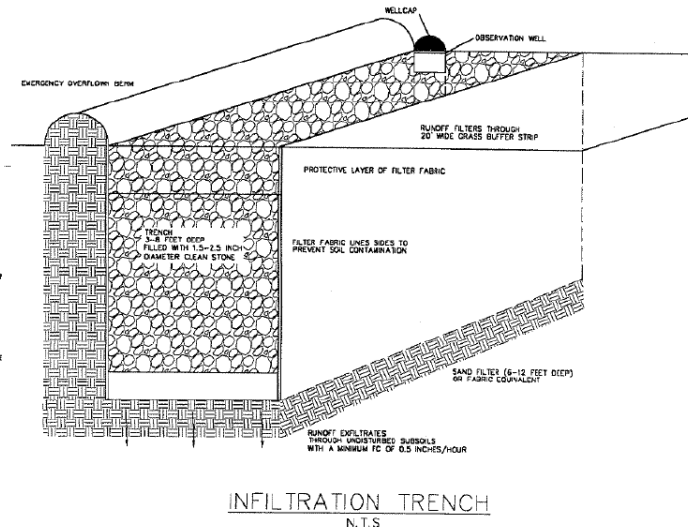 WELLCAP
OBSERVATION WELL
EMERGENCY OVERFLOWN BERM
RUNOFF FILTERS THROUGH
20' WIDE GRASS BUFFER STRIP
PROTECTIVE LAYER OF FILTER FABRIC
TRENCH
3-8 FEET DEEP
FILLED WITH 1.5-2.5 INCH
DIAMETER CLEAN STONE
FILTER FABRIC LINES SIDES TO
PREVENT SOIL CONTAMINATION
SAND FILTER (6-12 FEET DEEP)
OR FABRIC EQUIVALENT
RUNOFF EXFILTRATES
THROUGH UNDISTURBED SUBSOILS
WITH A MINIMUM FC OF 0.5 INCHES/HOUR
INFILTRATION TRENCH
N.T.S